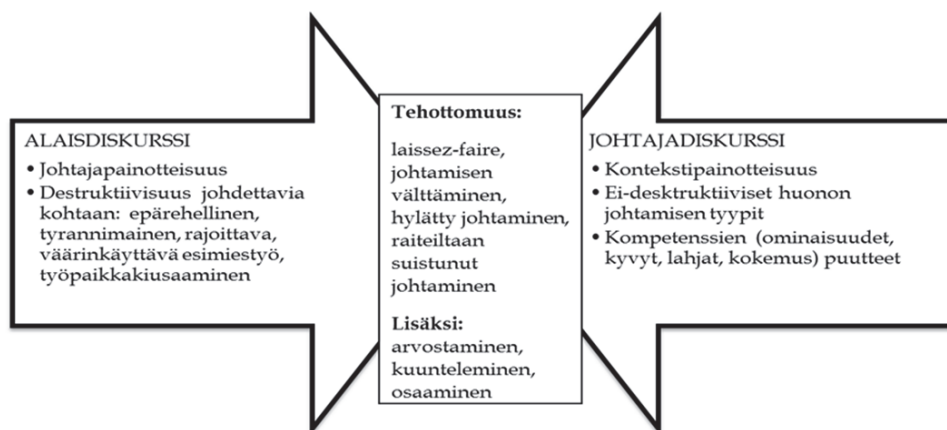 ALAISDISKURSSI
• Johtajapainotteisuus
• Destruktiivisuus johdettavia
kohtaan: epärehellinen,
tyrannimainen, rajoittava,
väärinkäyttävä esimiestyö,
työpaikkakiusaaminen
Tehottomuus:
laissez-faire,
johtamisen
välttäminen,
hylätty johtaminen,
raiteiltaan
suistunut
johtaminen
Lisäksi:
arvostaminen,
kuunteleminen,
osaaminen
JOHTAJADISKURSSI
• Kontekstipainotteisuus
• Ei-desktruktiiviset huonon
johtamisen tyypit
• Kompetenssien (ominaisuudet,
kyvyt, lahjat, kokemus) puutteet